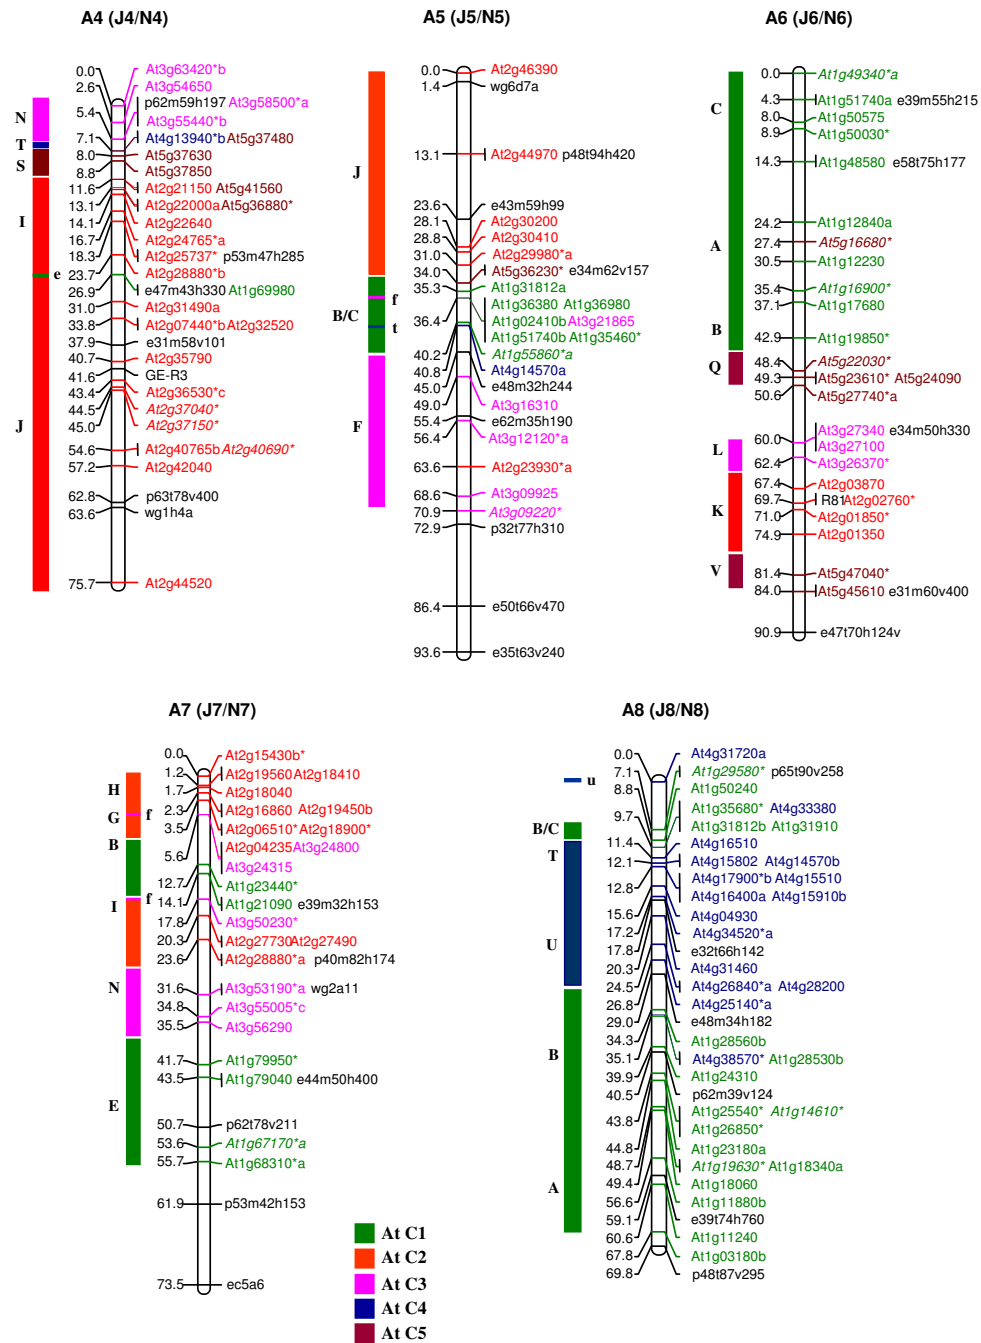 A4 (J4/N4)
0.0 At3g63420*b
2.6 At3g54650
p62m59h197 At3g58500*a
5.4 At3g55440*b
7.1 At4g13940*b At5g37480
8.0 At5g37630
8.8 At5g37850
11.6 At2g21150 At5g41560
13.1 At2g22000a At5g36880*
14.1 At2g22640
16.7 At2g24765*a
18.3 At2g25737* p53m47h285
23.7 At2g28880*b
26.9 e47m43h330 At1g69980
31.0 At2g31490a
33.8 At2g07440*b At2g32520
37.9 e31m58v101
40.7 At2g35790
41.6 GE-R3
43.4 At2g36530*c
44.5 At2g37040*
45.0 At2g37150*
54.6 At2g40765b At2g40690*
57.2 At2g42040
62.8 p63t78v400
63.6 wg1h4a
75.7 At2g44520
N
T
S
I
e
J
A5 (J5/N5)
0.0 At2g46390
1.4 wg6d7a
13.1 At2g44970 p48t94h420
23.6 e43m59h99
28.1 At2g30200
28.8 At2g30410
31.0 At2g29980*a
34.0 At5g36230* e34m62v157
35.3 At1g31812a
At1g36380 At1g36980
36.4 At1g02410b At3g21865
At1g51740b At1g35460*
40.2 At1g55860*a
40.8 At4g14570a
45.0 e48m32h244
49.0 At3g16310
55.4 e62m35h190
56.4 At3g12120*a
63.6 At2g23930*a
68.6 At3g09925
70.9 At3g09220*
72.9 p32t77h310
86.4 e50t66v470
93.6 e35t63v240
J
f
B/C
t
F
A6 (J6/N6)
0.0 At1g49340*a
4.3 At1g51740a e39m55h215
8.0 At1g50575
8.9 At1g50030*
14.3 At1g48580 e58t75h177
24.2 At1g12840a
27.4 At5g16680*
30.5 At1g12230
35.4 At1g16900*
37.1 At1g17680
42.9 At1g19850*
48.4 At5g22030*
49.3 At5g23610* At5g24090
50.6 At5g27740*a
At3g27340 e34m50h330
60.0 At3g27100
62.4 At3g26370*
67.4 At2g03870
69.7 R81 At2g02760*
71.0 At2g01850*
74.9 At2g01350
81.4 At5g47040*
84.0 At5g45610 e31m60v400
90.9 e47t70h124v
C
A
B
Q
L
K
V
A7 (J7/N7)
0.0 At2g15430b*
1.2 At2g19560 At2g18410
1.7 At2g18040
2.3 At2g16860 At2g19450b
3.5 At2g06510* At2g18900*
At2g04235 At3g24800
5.6 At3g24315
12.7 At1g23440*
14.1 At1g21090 e39m32h153
17.8 At3g50230*
20.3 At2g27730 At2g27490
23.6 At2g28880*a p40m82h174
31.6 At3g53190*a wg2a11
34.8 At3g55005*c
35.5 At3g56290
41.7 At1g79950*
43.5 At1g79040 e44m50h400
50.7 p62t78v211
53.6 At1g67170*a
55.7 At1g68310*a
61.9 p53m42h153
73.5 ec5a6
H
G f
B
f
I
N
E
A8 (J8/N8)
0.0 At4g31720a
7.1 At1g29580* p65t90v258
8.8 At1g50240
At1g35680* At4g33380
9.7 At1g31812b At1g31910
11.4 At4g16510
12.1 At4g15802 At4g14570b
At4g17900*b At4g15510
12.8 At4g16400a At4g15910b
15.6 At4g04930
17.2 At4g34520*a
17.8 e32t66h142
20.3 At4g31460
24.5 At4g26840*a At4g28200
26.8 At4g25140*a
29.0 e48m34h182
34.3 At1g28560b
35.1 At4g38570* At1g28530b
39.9 At1g24310
40.5 p62m39v124
At1g25540* At1g14610*
43.8 At1g26850*
44.8 At1g23180a
48.7 At1g19630* At1g18340a
49.4 At1g18060
56.6 At1g11880b
59.1 e39t74h760
60.6 At1g11240
67.8 At1g03180b
69.8 p48t87v295
u
B/C
T
U
B
A
At C1
At C2
At C3
At C4
At C5